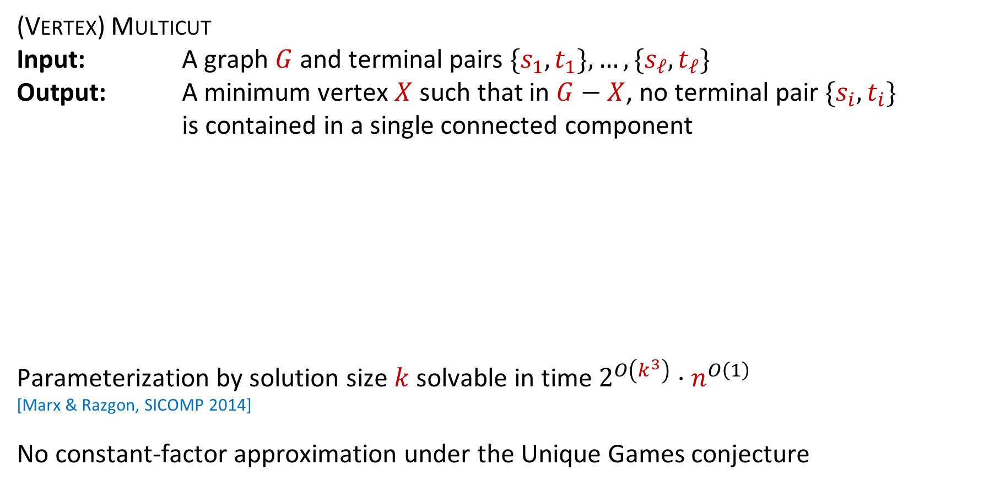 (VERTEX) MULTICUT
Input: A graph G and terminal pairs {s₁, t₁}, … , {sℓ, tℓ}
Output: A minimum vertex X such that in G − X, no terminal pair {sᵢ, tᵢ}
is contained in a single connected component
Parameterization by solution size k solvable in time 2^{O(k³)} · n^{O(1)}
[Marx & Razgon, SICOMP 2014]
No constant-factor approximation under the Unique Games conjecture